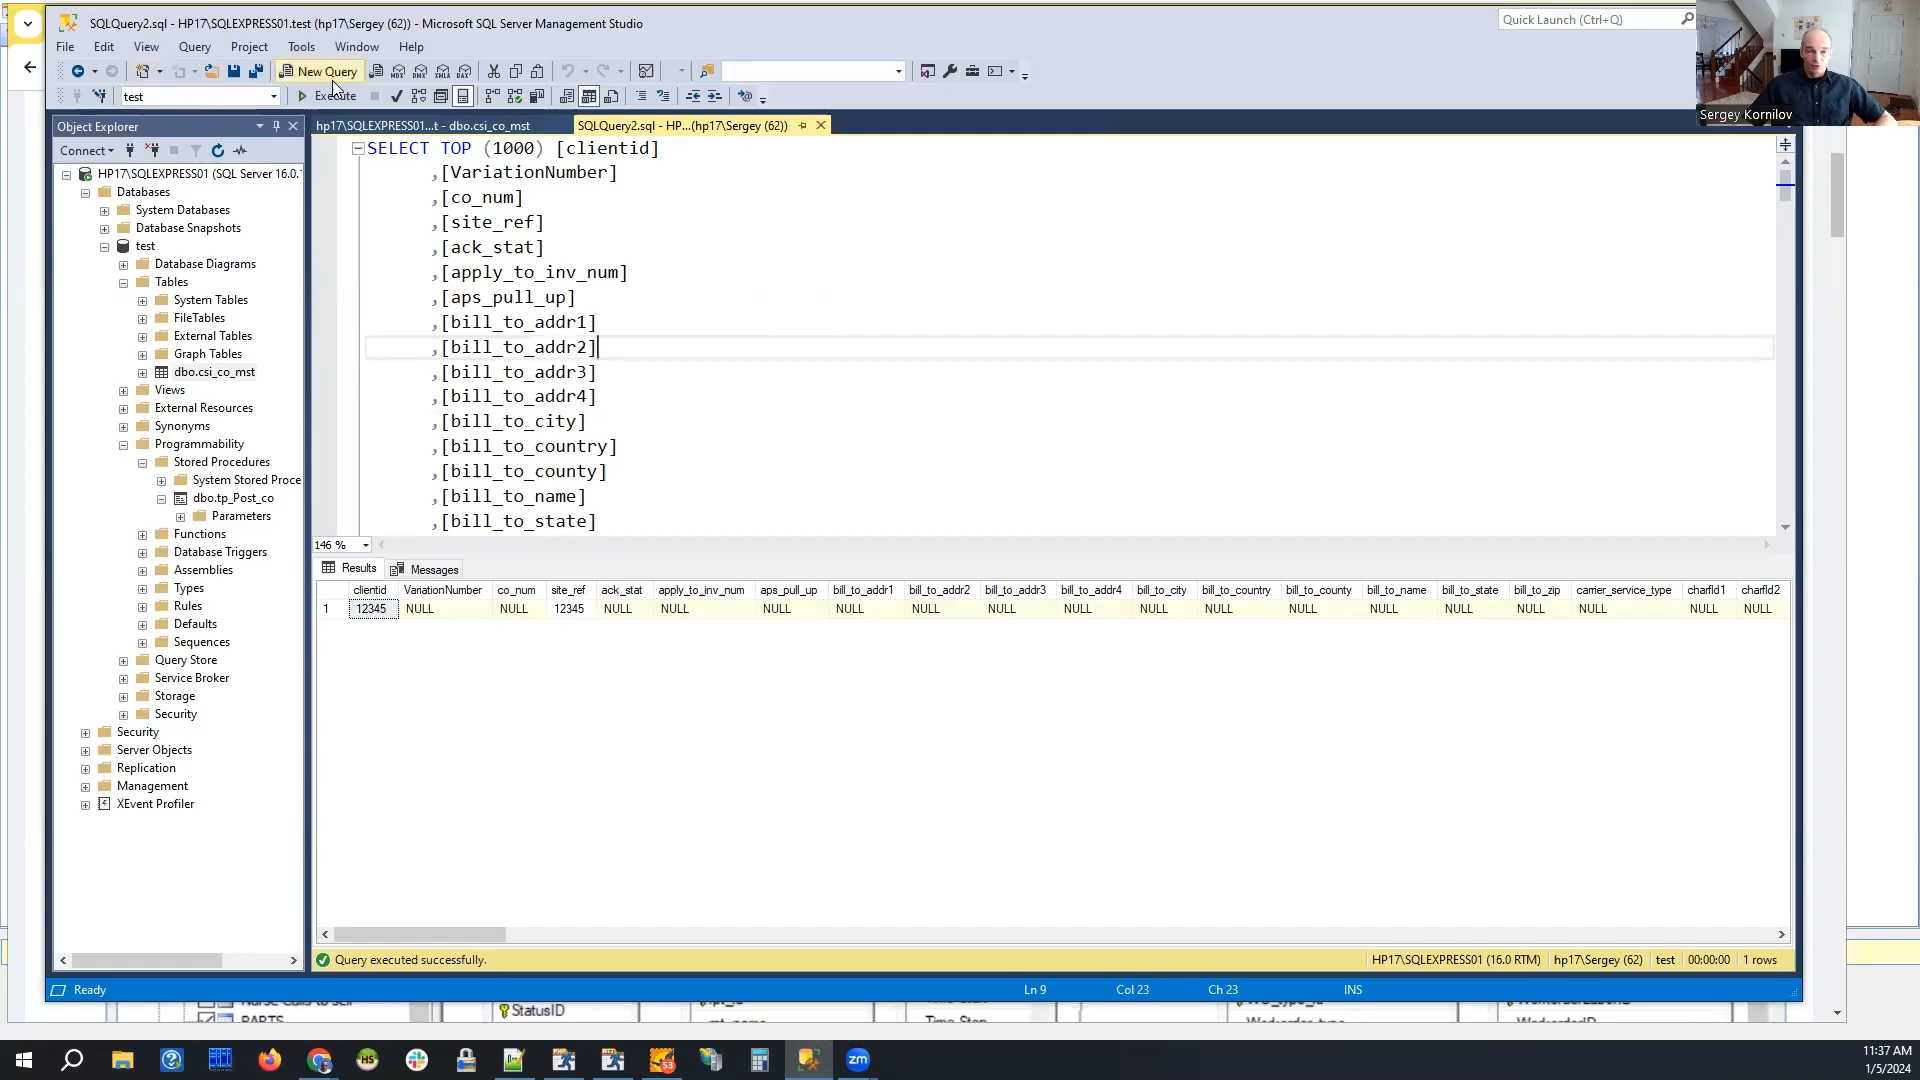 SQLQuery2.sql - HP17\SQLEXPRESS01.test (hp17\Sergey (62)) - Microsoft SQL Server Management Studio
Quick Launch (Ctrl+Q)
File Edit View Query Project Tools Window Help
New Query
MDX DMX XMLA DAX
test
Execute
Sergey Kornilov
Object Explorer
hp17\SQLEXPRESS01...t - dbo.csi_co_mst
SQLQuery2.sql - HP...(hp17\Sergey (62))
Connect
HP17\SQLEXPRESS01 (SQL Server 16.0.
Databases
System Databases
Database Snapshots
test
Database Diagrams
Tables
System Tables
FileTables
External Tables
Graph Tables
dbo.csi_co_mst
Views
External Resources
Synonyms
Programmability
Stored Procedures
System Stored Proce
dbo.tp_Post_co
Parameters
Functions
Database Triggers
Assemblies
Types
Rules
Defaults
Sequences
Query Store
Service Broker
Storage
Security
Security
Server Objects
Replication
Management
XEvent Profiler
SELECT TOP (1000) [clientid]
,[VariationNumber]
,[co_num]
,[site_ref]
,[ack_stat]
,[apply_to_inv_num]
,[aps_pull_up]
,[bill_to_addr1]
,[bill_to_addr2]
,[bill_to_addr3]
,[bill_to_addr4]
,[bill_to_city]
,[bill_to_country]
,[bill_to_county]
,[bill_to_name]
,[bill_to_state]
146 %
Results Messages
clientid VariationNumber co_num site_ref ack_stat apply_to_inv_num aps_pull_up bill_to_addr1 bill_to_addr2 bill_to_addr3 bill_to_addr4 bill_to_city bill_to_country bill_to_county bill_to_name bill_to_state bill_to_zip carrier_service_type charfld1 charfld2
1 12345 NULL NULL 12345 NULL NULL NULL NULL NULL NULL NULL NULL NULL NULL NULL NULL NULL NULL NULL NULL
Query executed successfully.
HP17\SQLEXPRESS01 (16.0 RTM) hp17\Sergey (62) test 00:00:00 1 rows
Ready
Ln 9 Col 23 Ch 23 INS
StatusID
PARTS
HS
53
zm
11:37 AM
1/5/2024